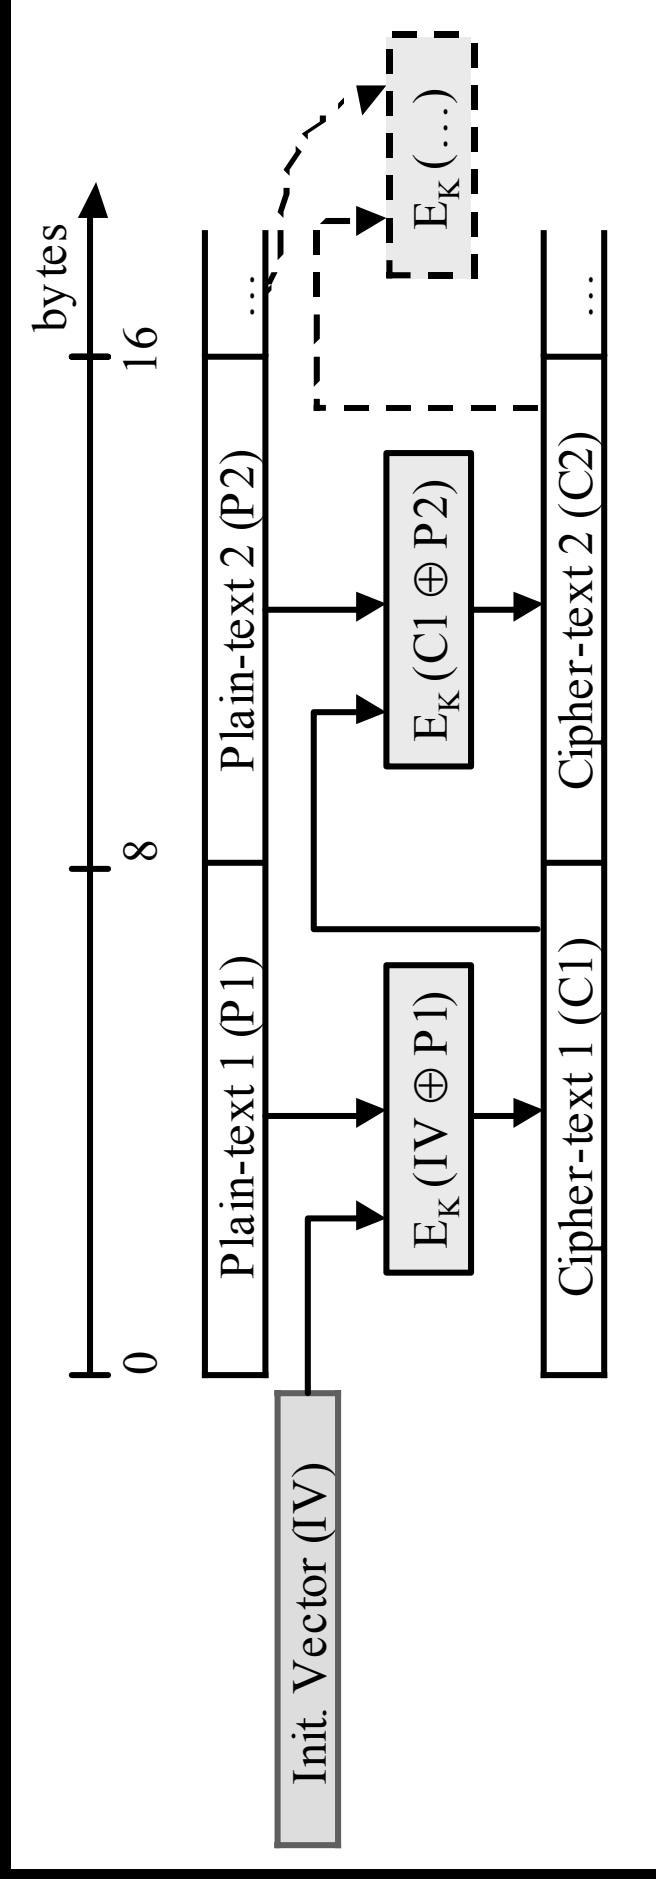 bytes
0
8
16
Plain-text 1 (P1)
Plain-text 2 (P2)
...
Init. Vector (IV)
E_K (IV ⊕ P1)
E_K (C1 ⊕ P2)
E_K (...)
Cipher-text 1 (C1)
Cipher-text 2 (C2)
...